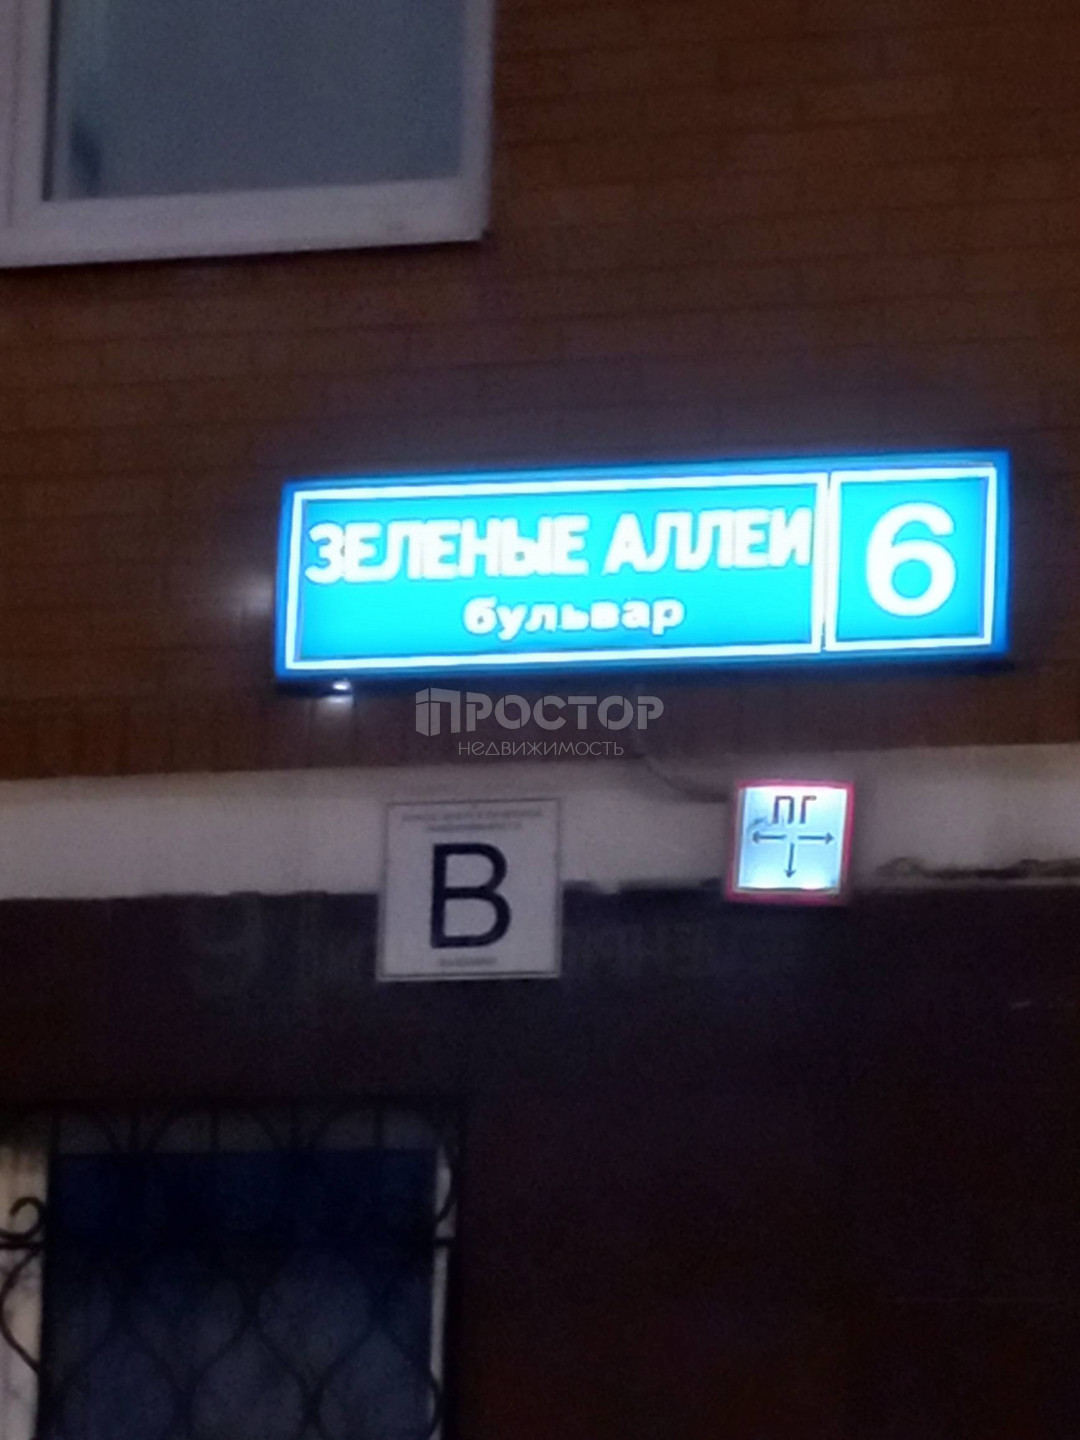 ЗЕЛЕНЫЕ АЛЛЕИ
бульвар
6
ПРОСТОР
НЕДВИЖИМОСТЬ
ПГ
В